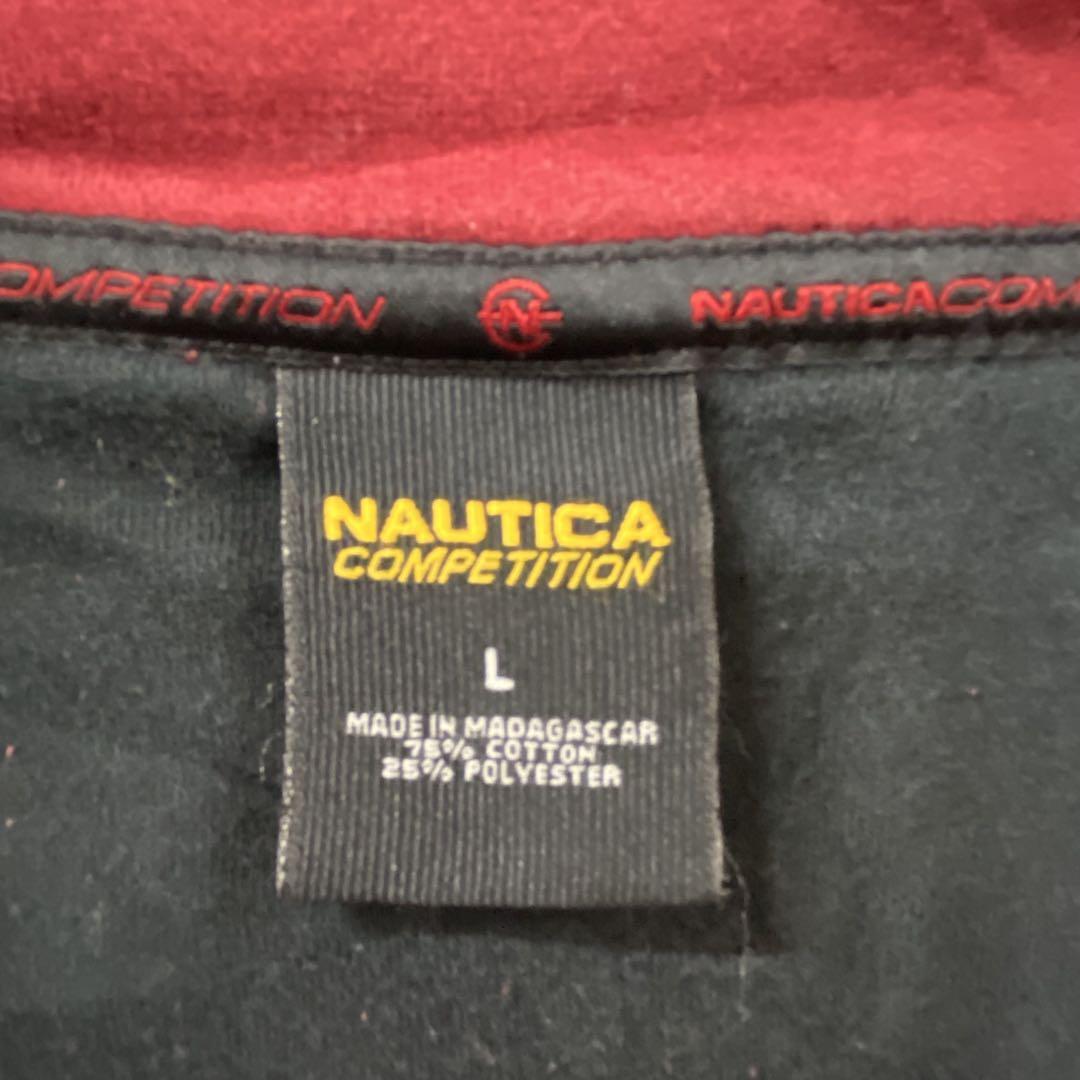 OMPETITION N NAUTICACOM
NAUTICA
COMPETITION
L
MADE IN MADAGASCAR
75% COTTON
25% POLYESTER